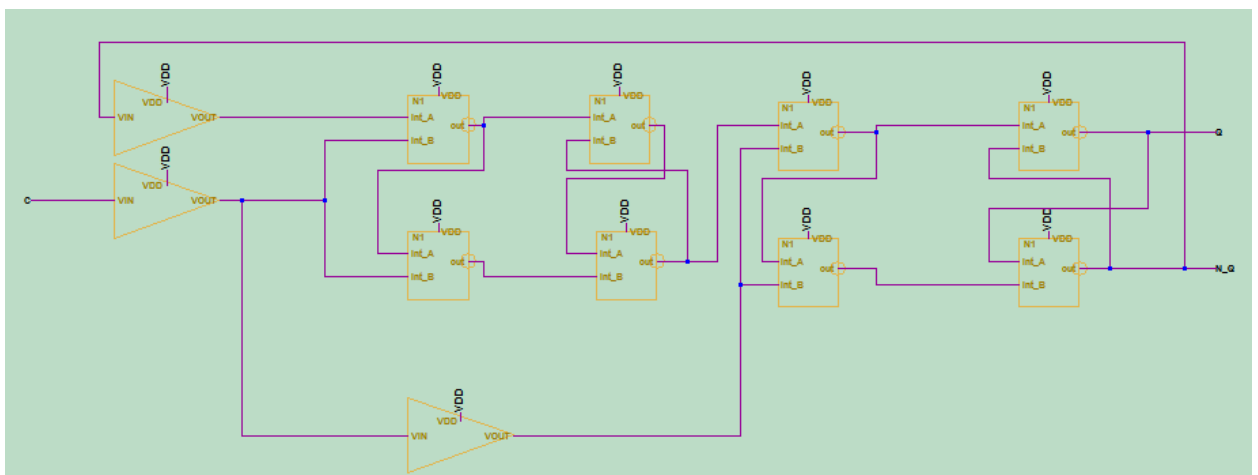 VDD
VDD
VIN
VOUT
VDD
N1
VDD
Int_A
out
Int_B
VDD
N1
VDD
Int_A
out
Int_B
VDD
N1
VDD
Int_A
out
Int_B
VDD
N1
VDD
Int_A
out
Int_B
Q
C
VDD
VDD
VIN
VOUT
VDD
N1
VDD
Int_A
out
Int_B
VDD
N1
VDD
Int_A
out
Int_B
VDD
N1
VDD
Int_A
out
Int_B
VDD
N1
VDD
Int_A
out
Int_B
N_Q
VDD
VDD
VIN
VOUT